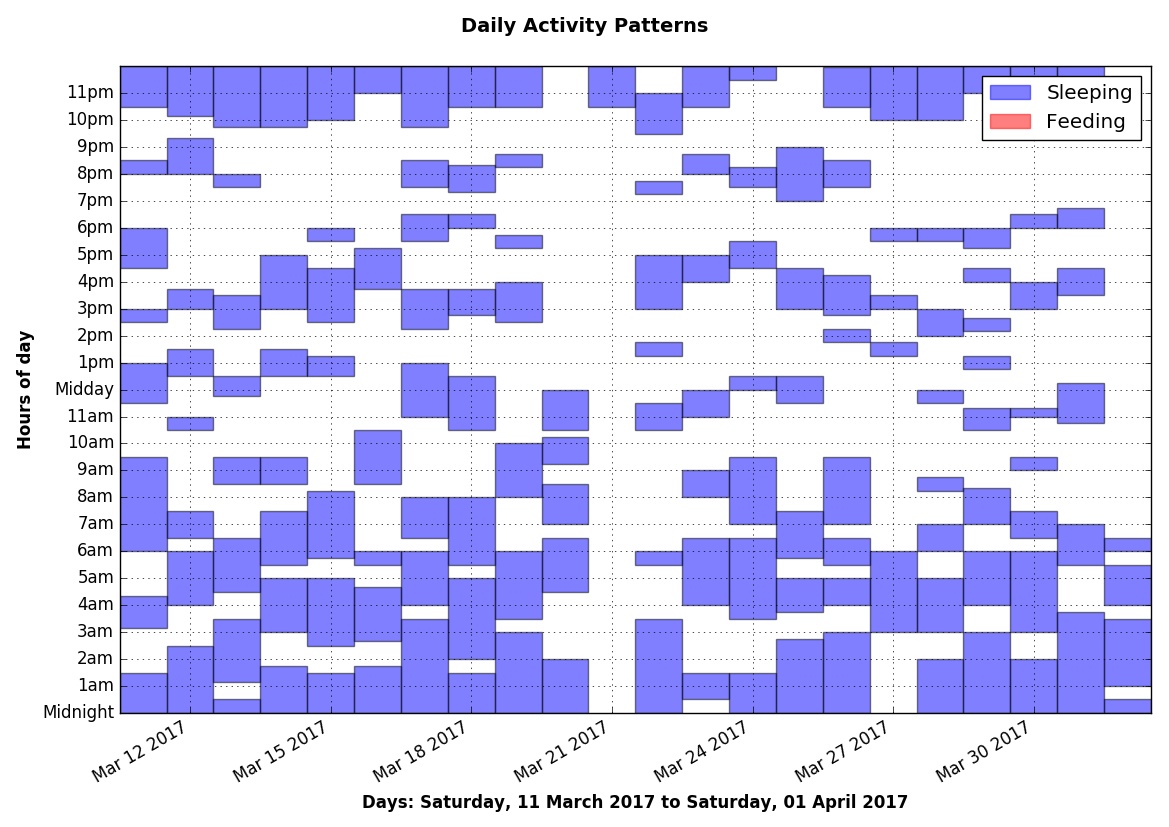 Daily Activity Patterns
Sleeping
Feeding
11pm
10pm
9pm
8pm
7pm
6pm
5pm
4pm
3pm
2pm
1pm
Midday
11am
10am
9am
8am
7am
6am
5am
4am
3am
2am
1am
Midnight
Hours of day
Mar 12 2017
Mar 15 2017
Mar 18 2017
Mar 21 2017
Mar 24 2017
Mar 27 2017
Mar 30 2017
Days: Saturday, 11 March 2017 to Saturday, 01 April 2017